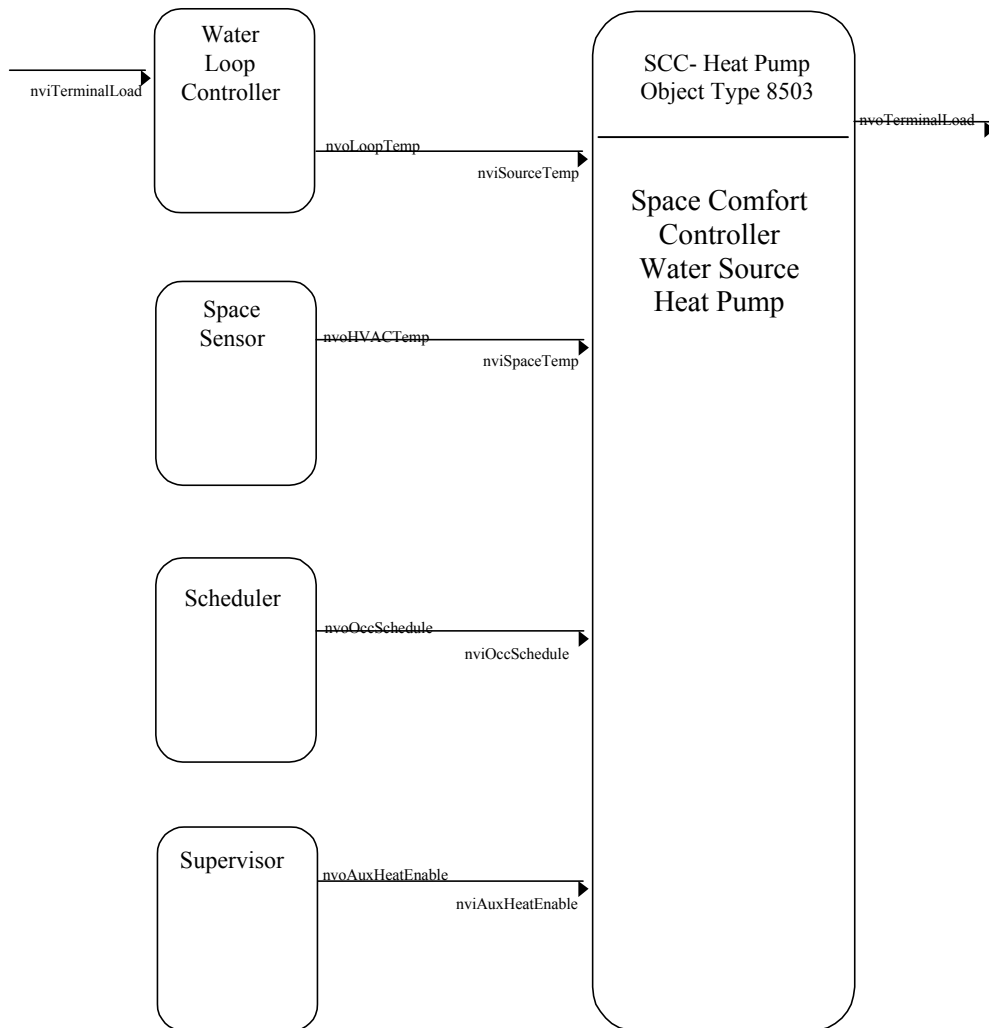 Water
Loop
Controller
nviTerminalLoad
nvoLoopTemp
nviSourceTemp
SCC- Heat Pump
Object Type 8503
nvoTerminalLoad
Space Comfort
Controller
Water Source
Heat Pump
Space
Sensor
nvoHVACTemp
nviSpaceTemp
Scheduler
nvoOccSchedule
nviOccSchedule
Supervisor
nvoAuxHeatEnable
nviAuxHeatEnable